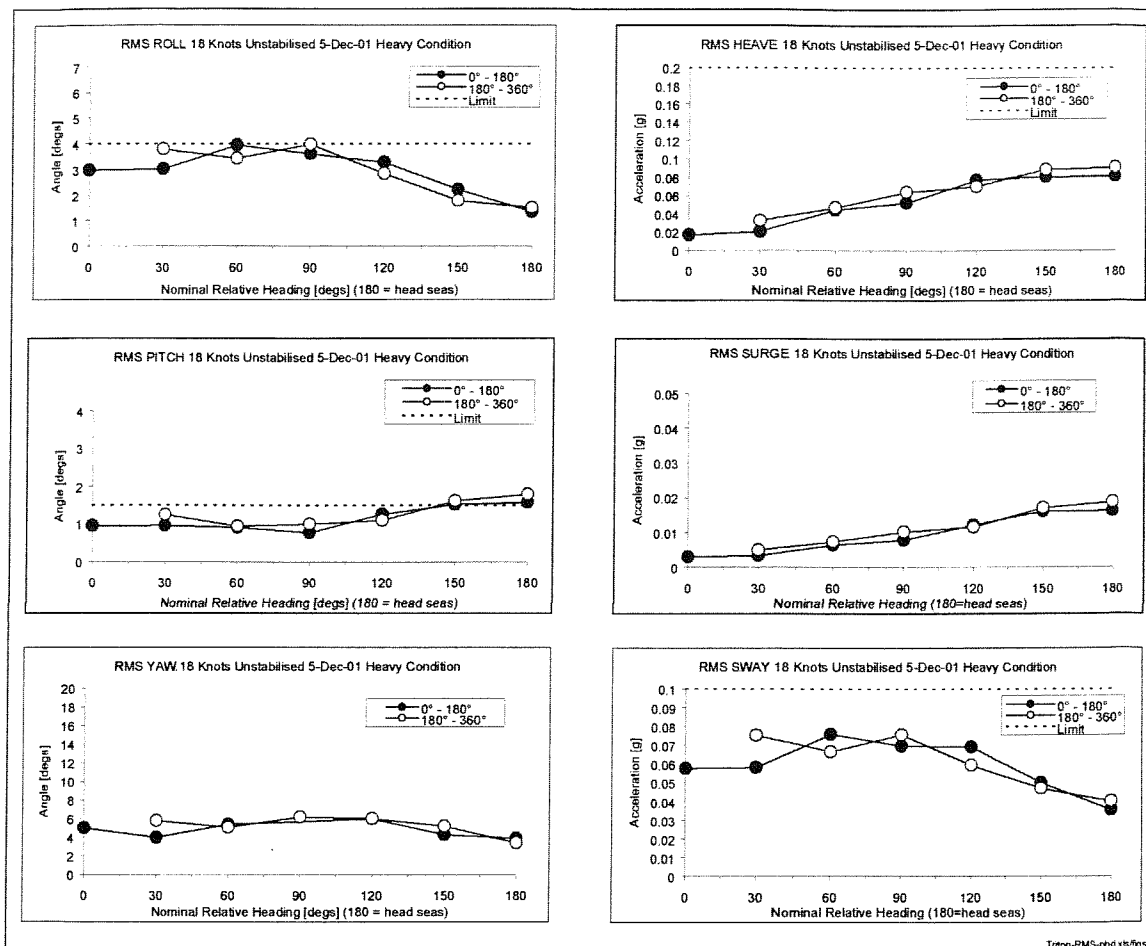 RMS ROLL 18 Knots Unstabilised 5-Dec-01 Heavy Condition
7
6
5
4
3
2
1
0
Angle [degs]
0° - 180°
180° - 360°
Limit
0 30 60 90 120 150 180
Nominal Relative Heading [degs] (180 = head seas)
RMS HEAVE 18 Knots Unstabilised 5-Dec-01 Heavy Condition
0.2
0.18
0.16
0.14
0.12
0.1
0.08
0.06
0.04
0.02
0
Acceleration [g]
0° - 180°
180° - 360°
Limit
0 30 60 90 120 150 180
Nominal Relative Heading [degs] (180 = head seas)
RMS PITCH 18 Knots Unstabilised 5-Dec-01 Heavy Condition
4
3
2
1
0
Angle [degs]
0° - 180°
180° - 360°
Limit
0 30 60 90 120 150 180
Nominal Relative Heading [degs] (180 = head seas)
RMS SURGE 18 Knots Unstabilised 5-Dec-01 Heavy Condition
0.05
0.04
0.03
0.02
0.01
0
Acceleration [g]
0° - 180°
180° - 360°
0 30 60 90 120 150 180
Nominal Relative Heading (180=head seas)
RMS YAW 18 Knots Unstabilised 5-Dec-01 Heavy Condition
20
18
16
14
12
10
8
6
4
2
0
Angle [degs]
0° - 180°
180° - 360°
0 30 60 90 120 150 180
Nominal Relative Heading [degs] (180 = head seas)
RMS SWAY 18 Knots Unstabilised 5-Dec-01 Heavy Condition
0.1
0.09
0.08
0.07
0.06
0.05
0.04
0.03
0.02
0.01
0
Acceleration [g]
0° - 180°
180° - 360°
Limit
0 30 60 90 120 150 180
Nominal Relative Heading (180=head seas)